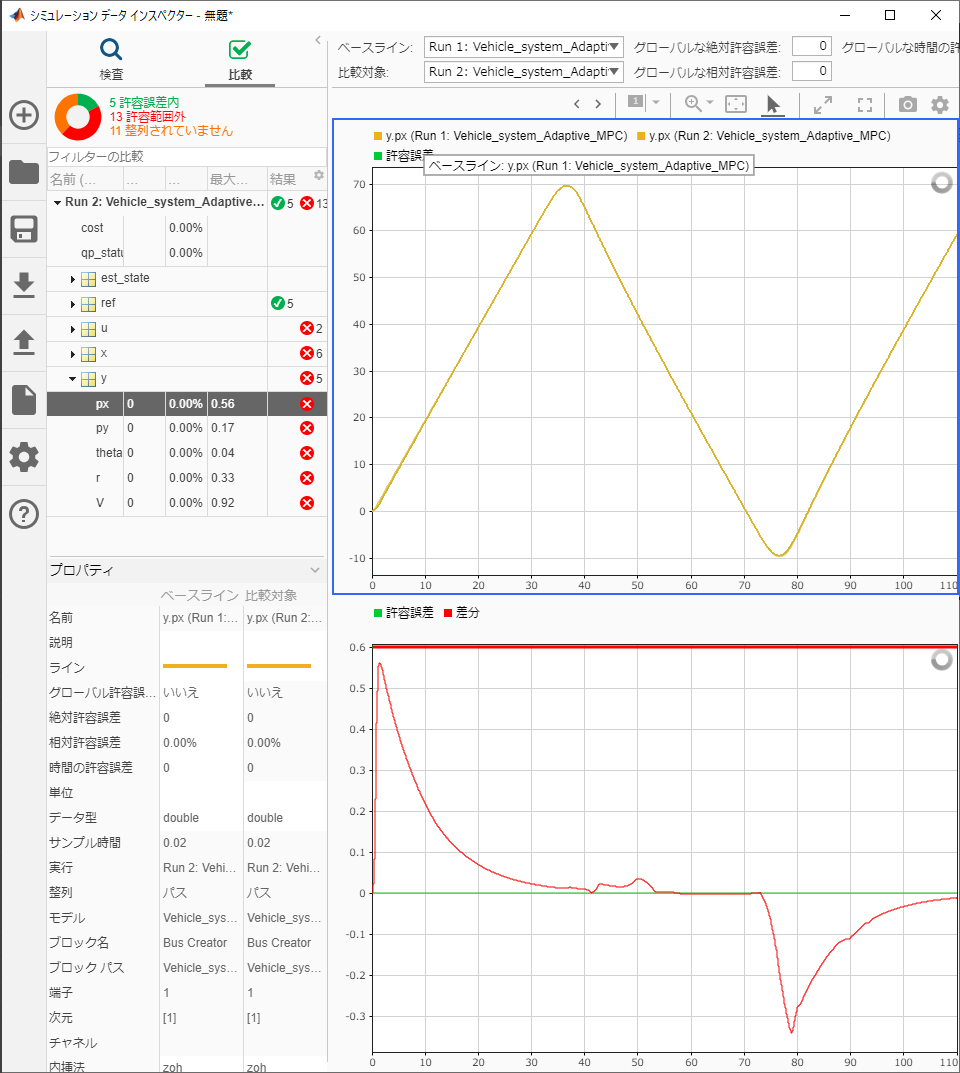 シミュレーション データ インスペクター - 無題*
検査
比較
ベースライン: Run 1: Vehicle_system_Adapti グローバルな絶対許容誤差: 0 グローバルな時間の許
比較対象: Run 2: Vehicle_system_Adapti グローバルな相対許容誤差: 0
5 許容誤差内
13 許容範囲外
11 整列されていません
フィルターの比較
名前 (... ... ... 最大... 結果
Run 2: Vehicle_system_Adaptive... 5 13
cost 0.00%
qp_statu 0.00%
est_state
ref 5
u 2
x 6
y 5
px 0 0.00% 0.56
py 0 0.00% 0.17
theta 0 0.00% 0.04
r 0 0.00% 0.33
V 0 0.00% 0.92
プロパティ
ベースライン 比較対象
名前 y.px (Run 1:... y.px (Run 2:...
説明
ライン
グローバル許容誤... いいえ いいえ
絶対許容誤差 0 0
相対許容誤差 0.00% 0.00%
時間の許容誤差 0 0
単位
データ型 double double
サンプル時間 0.02 0.02
実行 Run 2: Vehi... Run 2: Vehi...
整列 パス パス
モデル Vehicle_sys... Vehicle_sys...
ブロック名 Bus Creator Bus Creator
ブロック パス Vehicle_sys... Vehicle_sys...
端子 1 1
次元 [1] [1]
チャネル
内挿法 zoh zoh
1
y.px (Run 1: Vehicle_system_Adaptive_MPC) y.px (Run 2: Vehicle_system_Adaptive_MPC)
許容誤差
ベースライン: y.px (Run 1: Vehicle_system_Adaptive_MPC)
70
60
50
40
30
20
10
0
-10
0 10 20 30 40 50 60 70 80 90 100 110
許容誤差 差分
0.6
0.5
0.4
0.3
0.2
0.1
0
-0.1
-0.2
-0.3
0 10 20 30 40 50 60 70 80 90 100 110